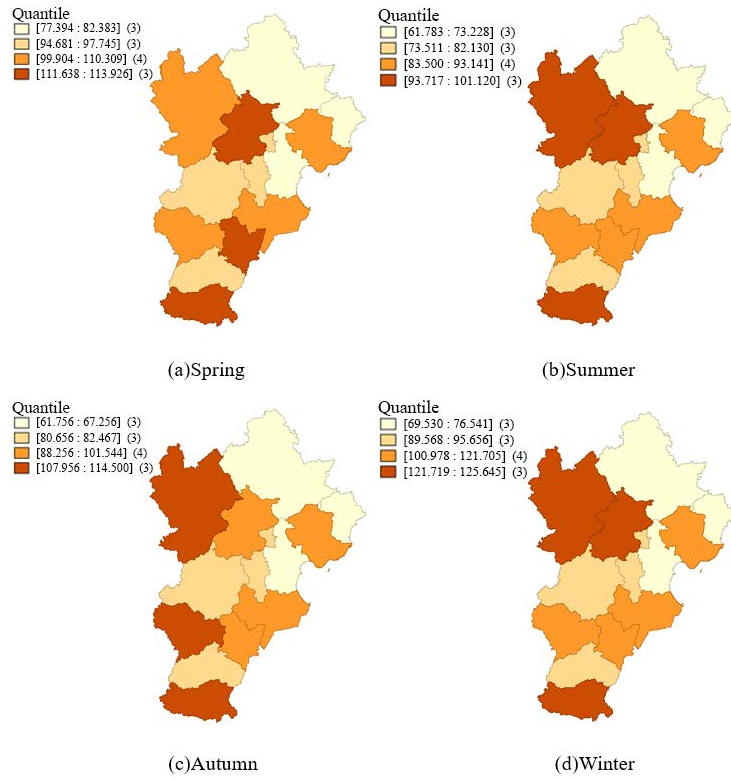 Quantile
[77.394 : 82.383] (3)
[94.681 : 97.745] (3)
[99.904 : 110.309] (4)
[111.638 : 113.926] (3)
(a)Spring
Quantile
[61.783 : 73.228] (3)
[73.511 : 82.130] (3)
[83.500 : 93.141] (4)
[93.717 : 101.120] (3)
(b)Summer
Quantile
[61.756 : 67.256] (3)
[80.656 : 82.467] (3)
[88.256 : 101.544] (4)
[107.956 : 114.500] (3)
(c)Autumn
Quantile
[69.530 : 76.541] (3)
[89.568 : 95.656] (3)
[100.978 : 121.705] (4)
[121.719 : 125.645] (3)
(d)Winter